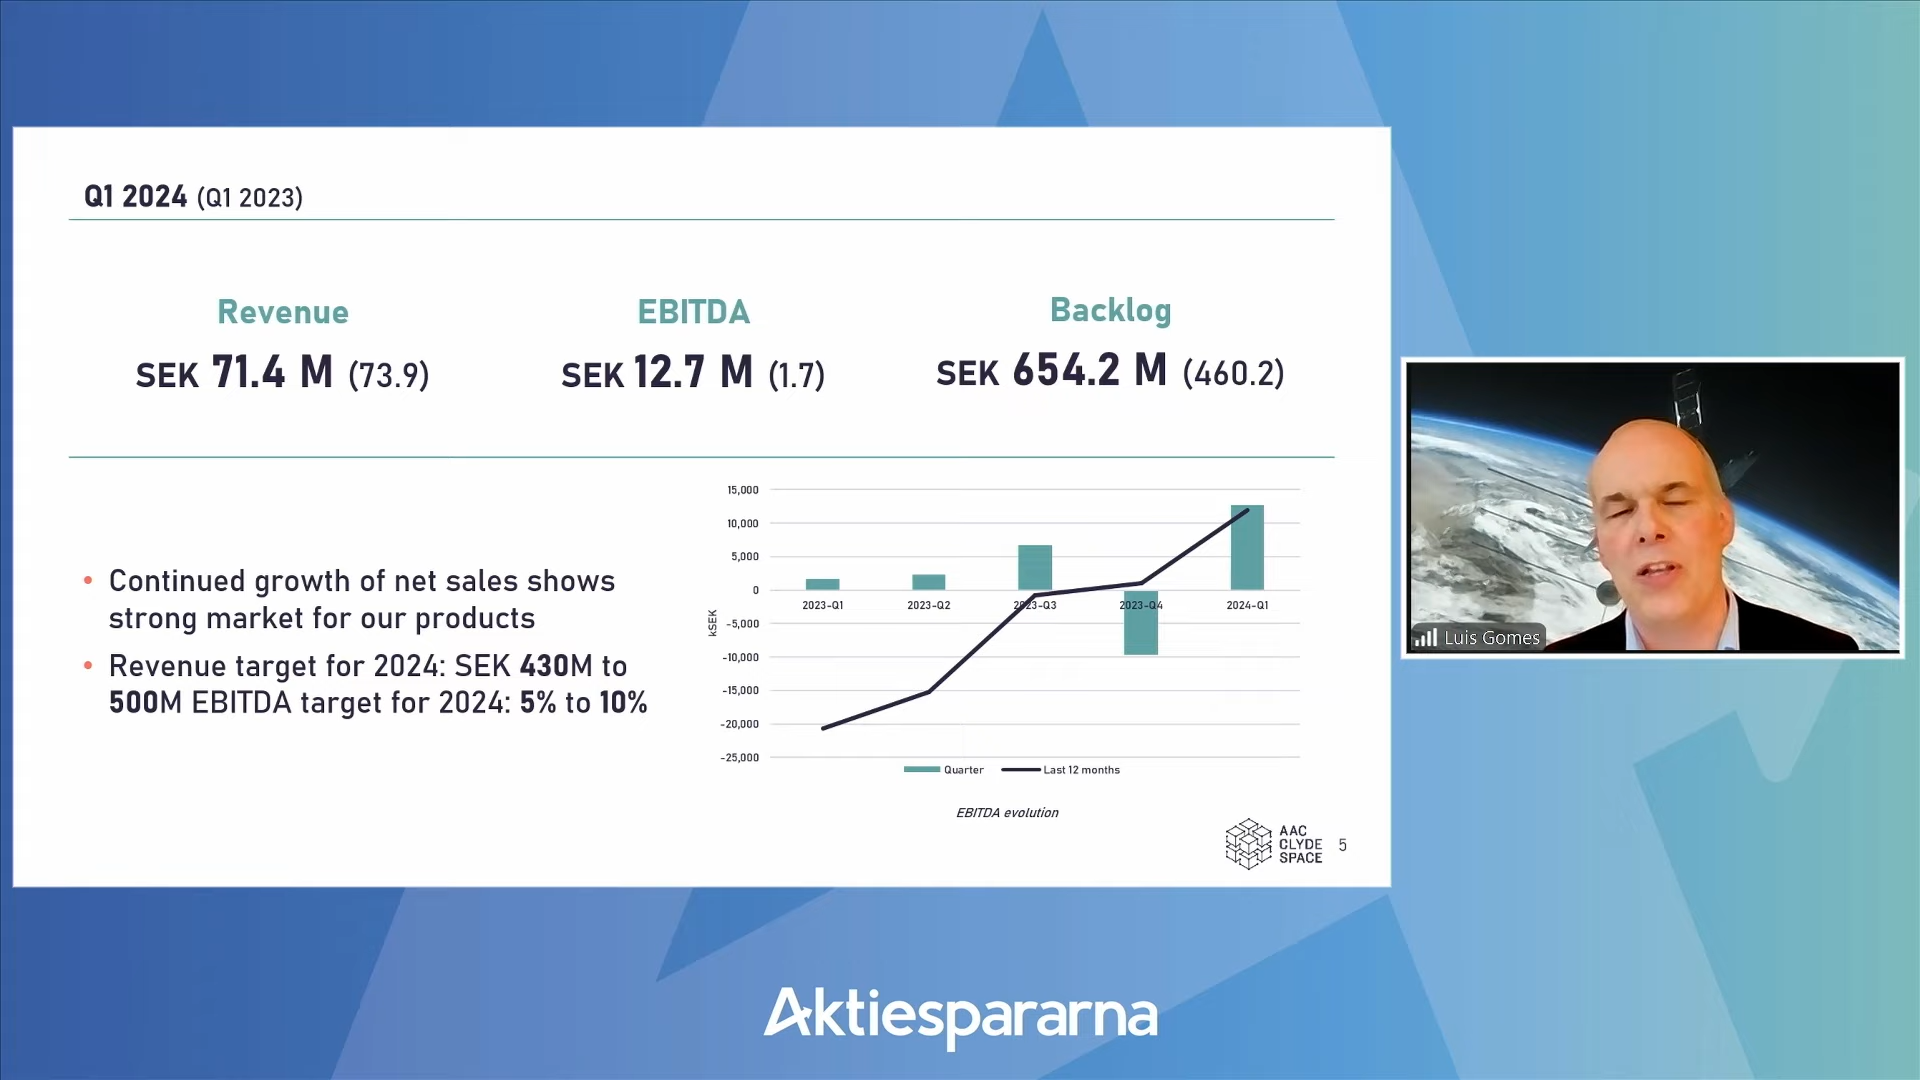 Q1 2024 (Q1 2023)
Revenue
SEK 71.4 M (73.9)
EBITDA
SEK 12.7 M (1.7)
Backlog
SEK 654.2 M (460.2)
• Continued growth of net sales shows
strong market for our products
• Revenue target for 2024: SEK 430M to
500M EBITDA target for 2024: 5% to 10%
15,000
10,000
5,000
0
-5,000
-10,000
-15,000
-20,000
-25,000
kSEK
2023-Q1
2023-Q2
2023-Q3
2023-Q4
2024-Q1
Quarter
Last 12 months
EBITDA evolution
AAC
CLYDE
SPACE
5
Luis Gomes
Aktiespararna